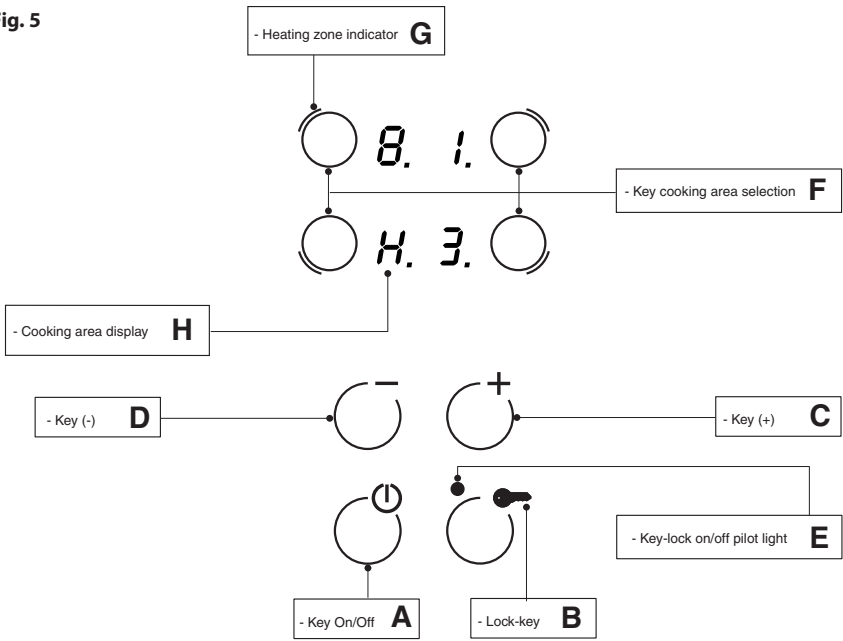 Fig. 5
- Heating zone indicator G
8. 1.
- Key cooking area selection F
H. 3.
- Cooking area display H
- Key (-) D
- Key (+) C
- Key-lock on/off pilot light E
- Key On/Off A
- Lock-key B